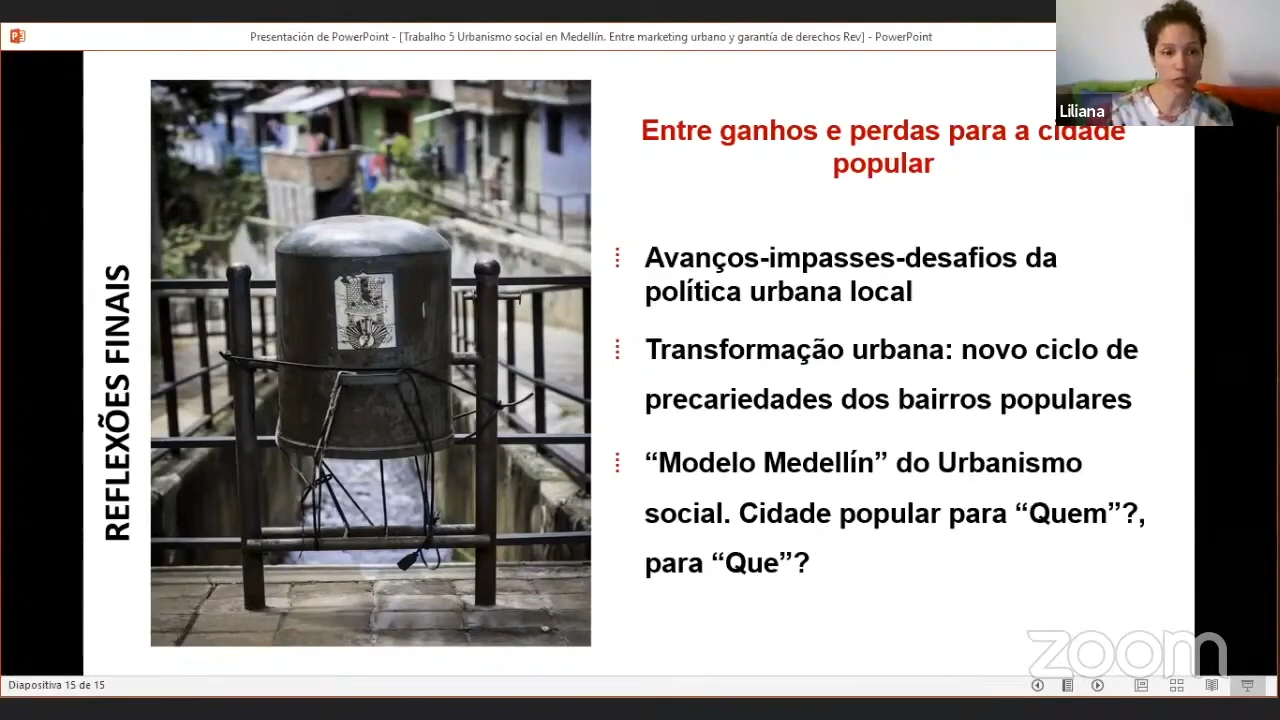 Presentación de PowerPoint - [Trabalho 5 Urbanismo social en Medellín. Entre marketing urbano y garantía de derechos Rev] - PowerPoint
Liliana
Entre ganhos e perdas para a cidade
popular
REFLEXÕES FINAIS
Avanços-impasses-desafios da
política urbana local
Transformação urbana: novo ciclo de
precariedades dos bairros populares
“Modelo Medellín” do Urbanismo
social. Cidade popular para “Quem”?,
para “Que”?
zoom
Diapositiva 15 de 15